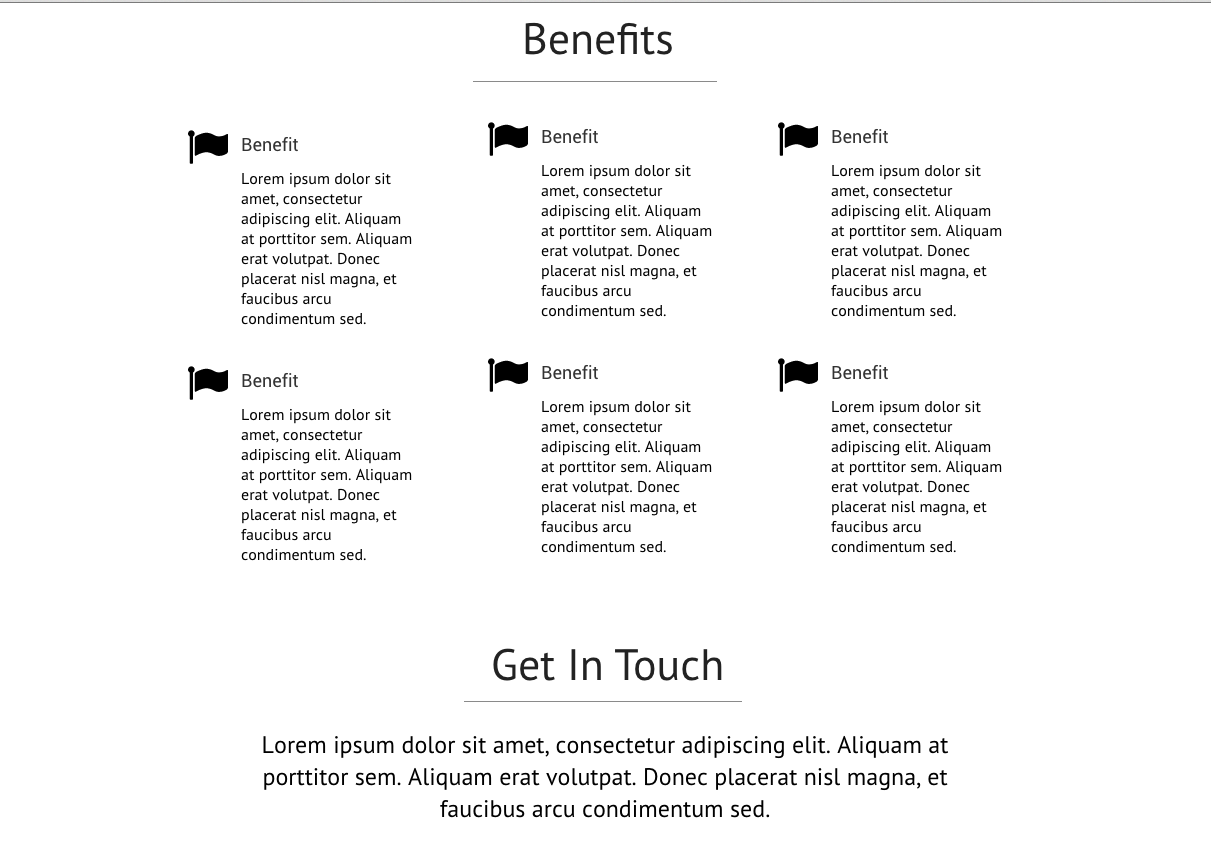 Benefits
Benefit
Lorem ipsum dolor sit
amet, consectetur
adipiscing elit. Aliquam
at porttitor sem. Aliquam
erat volutpat. Donec
placerat nisl magna, et
faucibus arcu
condimentum sed.
Benefit
Lorem ipsum dolor sit
amet, consectetur
adipiscing elit. Aliquam
at porttitor sem. Aliquam
erat volutpat. Donec
placerat nisl magna, et
faucibus arcu
condimentum sed.
Benefit
Lorem ipsum dolor sit
amet, consectetur
adipiscing elit. Aliquam
at porttitor sem. Aliquam
erat volutpat. Donec
placerat nisl magna, et
faucibus arcu
condimentum sed.
Benefit
Lorem ipsum dolor sit
amet, consectetur
adipiscing elit. Aliquam
at porttitor sem. Aliquam
erat volutpat. Donec
placerat nisl magna, et
faucibus arcu
condimentum sed.
Benefit
Lorem ipsum dolor sit
amet, consectetur
adipiscing elit. Aliquam
at porttitor sem. Aliquam
erat volutpat. Donec
placerat nisl magna, et
faucibus arcu
condimentum sed.
Benefit
Lorem ipsum dolor sit
amet, consectetur
adipiscing elit. Aliquam
at porttitor sem. Aliquam
erat volutpat. Donec
placerat nisl magna, et
faucibus arcu
condimentum sed.
Get In Touch
Lorem ipsum dolor sit amet, consectetur adipiscing elit. Aliquam at
porttitor sem. Aliquam erat volutpat. Donec placerat nisl magna, et
faucibus arcu condimentum sed.